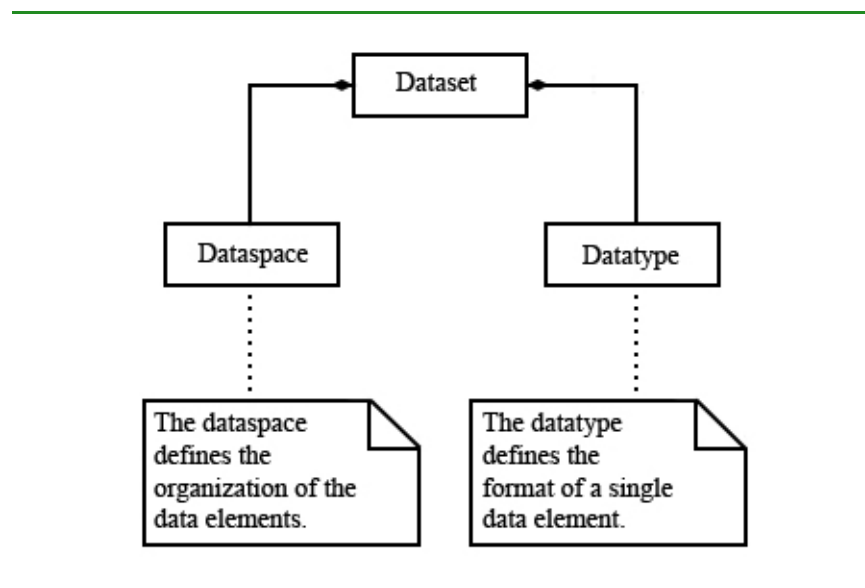 Dataset
Dataspace
Datatype
The dataspace
defines the
organization of the
data elements.
The datatype
defines the
format of a single
data element.